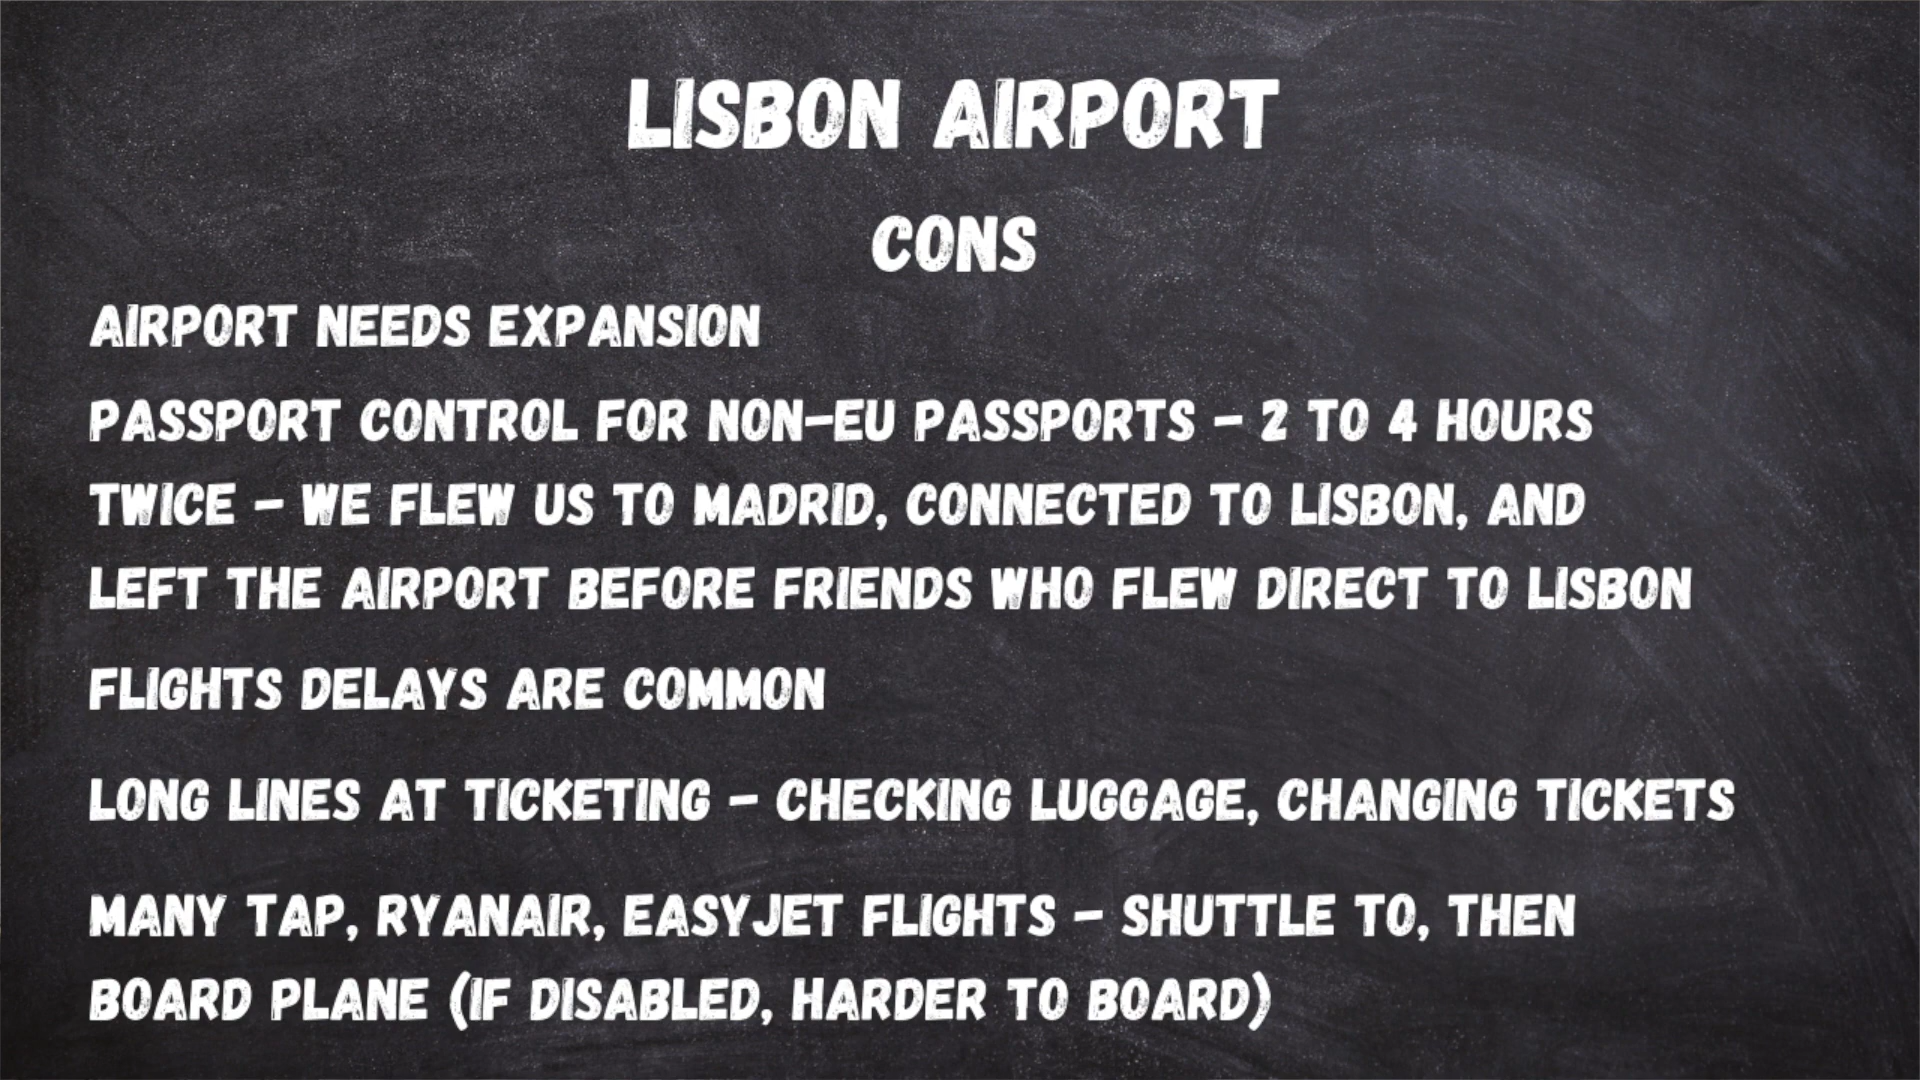 LISBON AIRPORT
CONS
AIRPORT NEEDS EXPANSION
PASSPORT CONTROL FOR NON-EU PASSPORTS - 2 TO 4 HOURS
TWICE - WE FLEW US TO MADRID, CONNECTED TO LISBON, AND
LEFT THE AIRPORT BEFORE FRIENDS WHO FLEW DIRECT TO LISBON
FLIGHTS DELAYS ARE COMMON
LONG LINES AT TICKETING - CHECKING LUGGAGE, CHANGING TICKETS
MANY TAP, RYANAIR, EASYJET FLIGHTS - SHUTTLE TO, THEN
BOARD PLANE (IF DISABLED, HARDER TO BOARD)